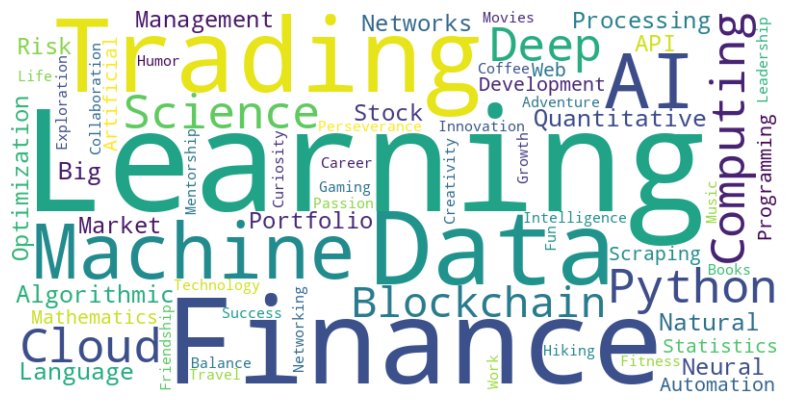 Management
Networks
Movies
Processing
Risk
Trading
Humor
Deep
API
Life
Exploration
Collaboration
Artificial
Coffee
Web
AI
Development
Computing
Leadership
Science
Stock
Adventure
Perseverance
Innovation
Quantitative
Optimization
Learning
Big
Mentorship
Curiosity
Career
Gaming
Passion
Creativity
Growth
Programming
Market
Portfolio
Intelligence
Music
Machine
Data
Fun
Scraping
Books
Algorithmic
Technology
Python
Mathematics
Success
Blockchain
Natural
Cloud
Friendship
Finance
Networking
Hiking
Statistics
Language
Balance
Travel
Work
Fitness
Neural
Automation